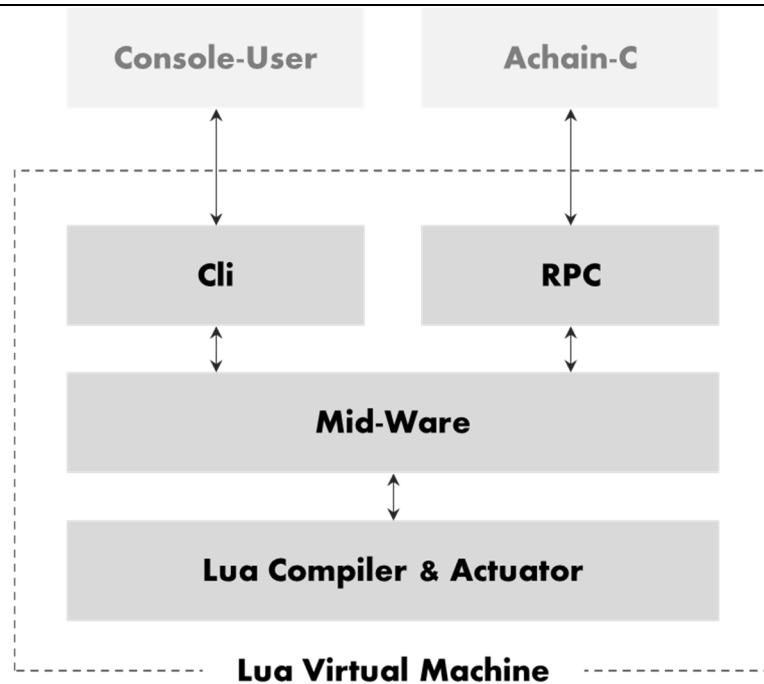 Console-User
Achain-C
Cli
RPC
Mid-Ware
Lua Compiler & Actuator
Lua Virtual Machine